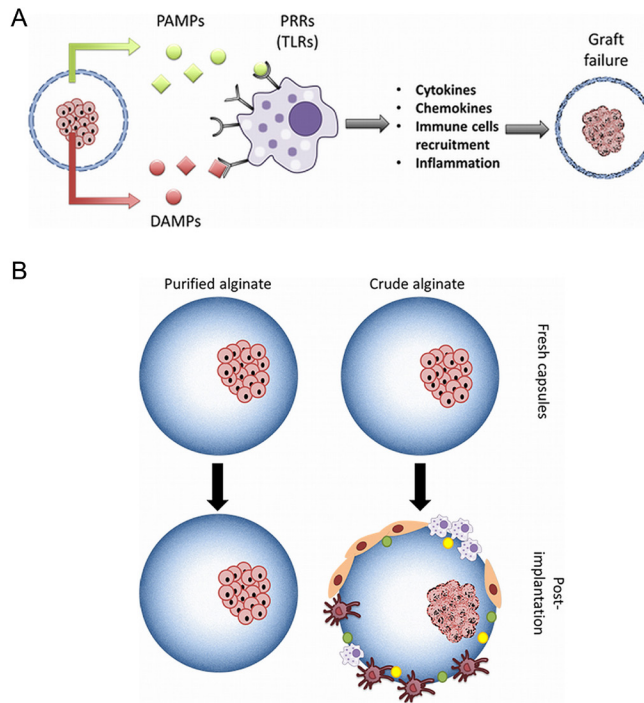 A
PAMPs
PRRs
(TLRs)
Graft
failure
• Cytokines
• Chemokines
• Immune cells
recruitment
• Inflammation
DAMPs
B
Purified alginate
Crude alginate
Fresh capsules
Post-
implantation